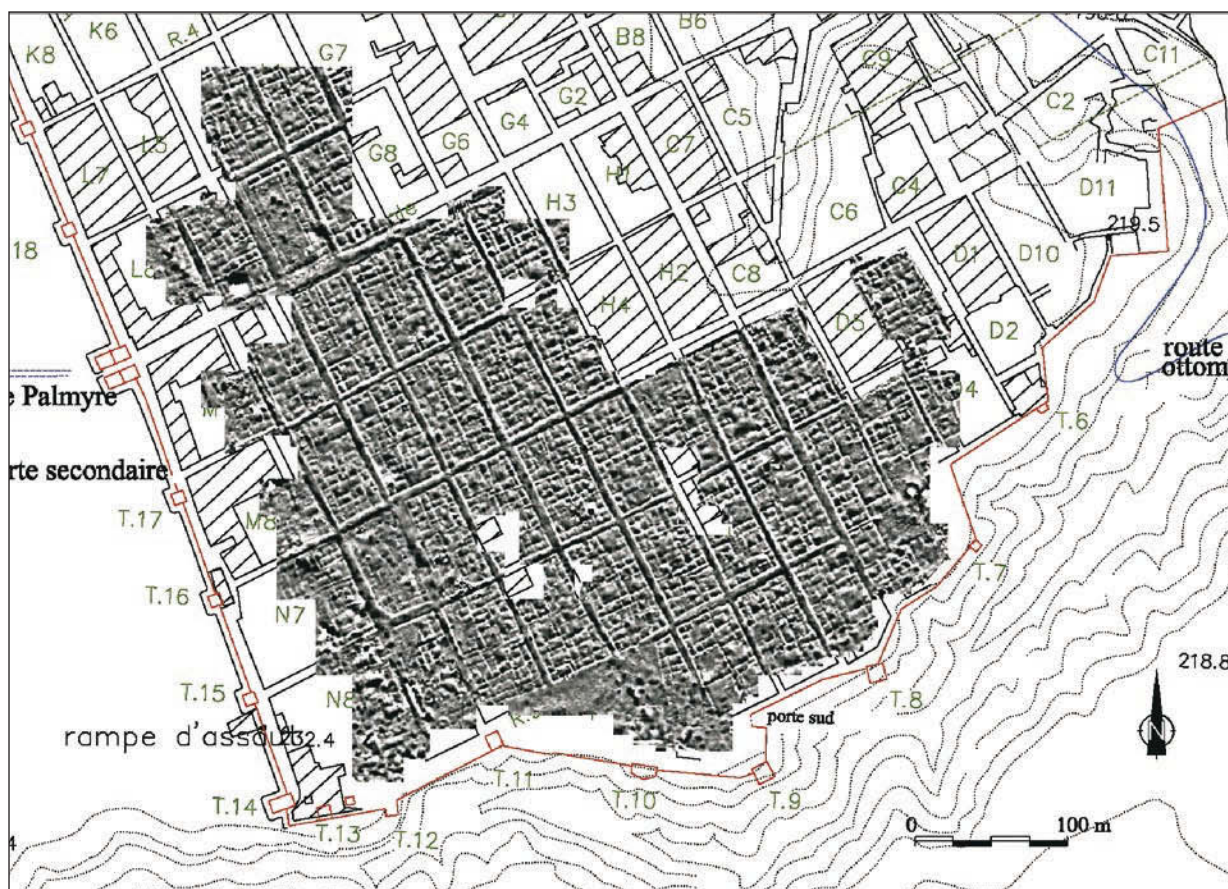 K8
K6
R.4
G7
B8
B6
C9
C11
C2
L7
L5
G8
G6
G4
G2
H1
C7
C5
C4
D11
219.5
18
H3
C6
H4
H2
C8
D1
D10
D5
D2
route
ottom
e Palmyre
T.6
rte secondaire
T.17
M8
T.16
N7
T.7
218.8
T.15
N8
T.8
porte sud
rampe d'assaut
232.4
T.11
T.10
T.9
N
T.14
T.13
T.12
0
100 m